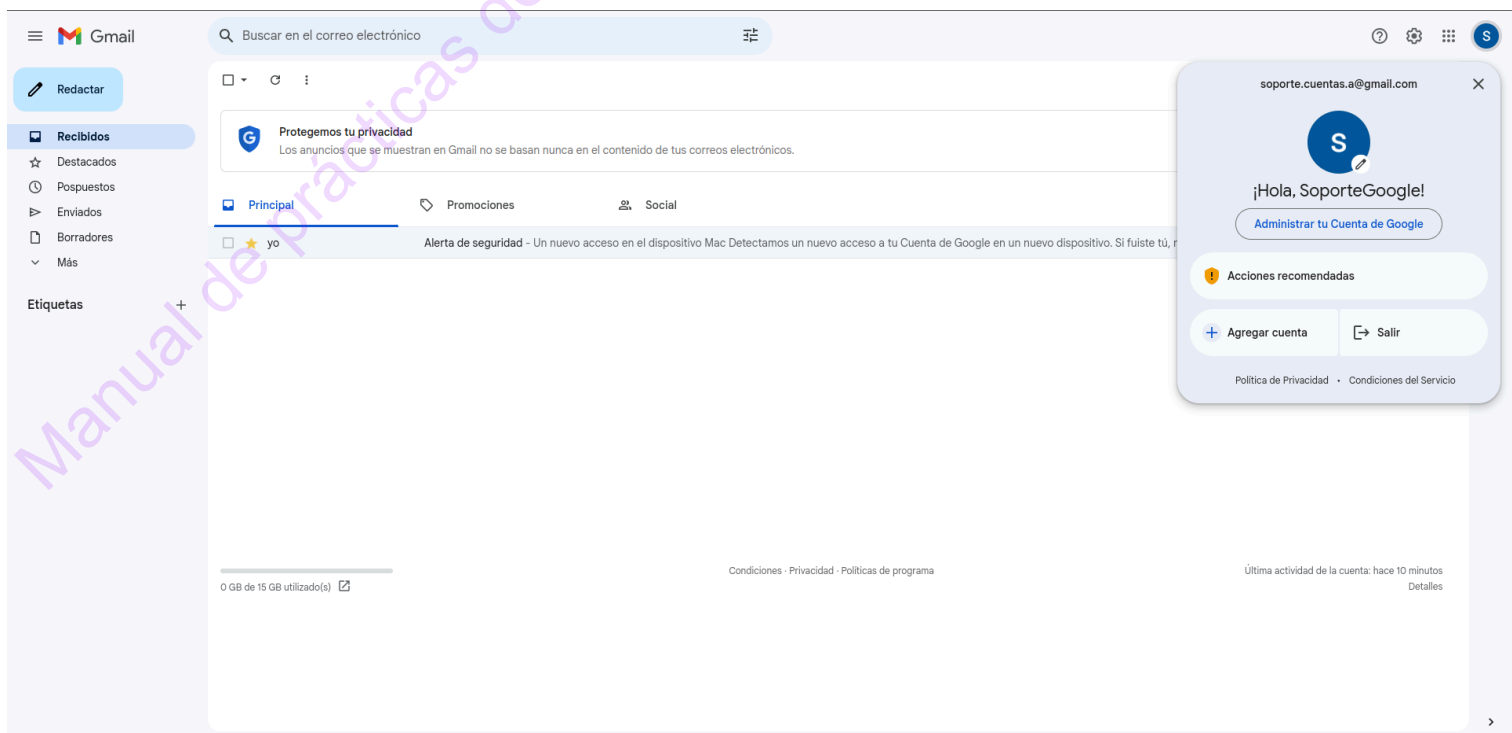 Gmail
Buscar en el correo electrónico
S
Redactar
Recibidos
Destacados
Pospuestos
Enviados
Borradores
Más
Etiquetas
Protegemos tu privacidad
Los anuncios que se muestran en Gmail no se basan nunca en el contenido de tus correos electrónicos.
Principal
Promociones
Social
yo
Alerta de seguridad - Un nuevo acceso en el dispositivo Mac Detectamos un nuevo acceso a tu Cuenta de Google en un nuevo dispositivo. Si fuiste tú,
soporte.cuentas.a@gmail.com
S
¡Hola, SoporteGoogle!
Administrar tu Cuenta de Google
Acciones recomendadas
Agregar cuenta
Salir
Política de Privacidad • Condiciones del Servicio
0 GB de 15 GB utilizado(s)
Condiciones · Privacidad · Políticas de programa
Última actividad de la cuenta: hace 10 minutos
Detalles
Manual de prácticas